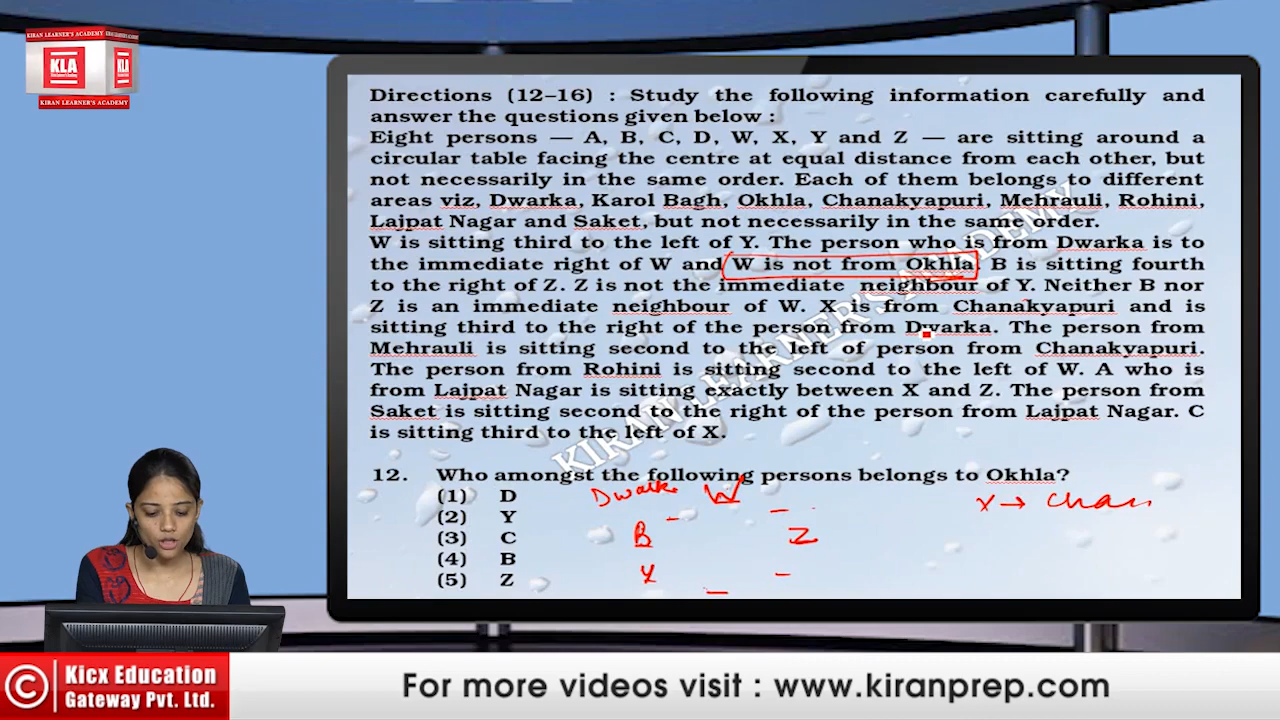 KIRAN LEARNER'S ACADEMY
KLA
KLA
KIRAN LEARNER'S ACADEMY
Directions (12–16) : Study the following information carefully and
answer the questions given below :
Eight persons — A, B, C, D, W, X, Y and Z — are sitting around a
circular table facing the centre at equal distance from each other, but
not necessarily in the same order. Each of them belongs to different
areas viz, Dwarka, Karol Bagh, Okhla, Chanakyapuri, Mehrauli, Rohini,
Lajpat Nagar and Saket, but not necessarily in the same order.
W is sitting third to the left of Y. The person who is from Dwarka is to
the immediate right of W and W is not from Okhla. B is sitting fourth
to the right of Z. Z is not the immediate neighbour of Y. Neither B nor
Z is an immediate neighbour of W. X is from Chanakyapuri and is
sitting third to the right of the person from Dwarka. The person from
Mehrauli is sitting second to the left of person from Chanakyapuri.
The person from Rohini is sitting second to the left of W. A who is
from Lajpat Nagar is sitting exactly between X and Z. The person from
Saket is sitting second to the right of the person from Lajpat Nagar. C
is sitting third to the left of X.
KIRAN LEARNER'S ACADEMY
12. Who amongst the following persons belongs to Okhla?
(1) D
(2) Y
(3) C
(4) B
(5) Z
Dwarka W
B Z
Y
X → Chan
© Kicx Education
Gateway Pvt. Ltd.
For more videos visit : www.kiranprep.com